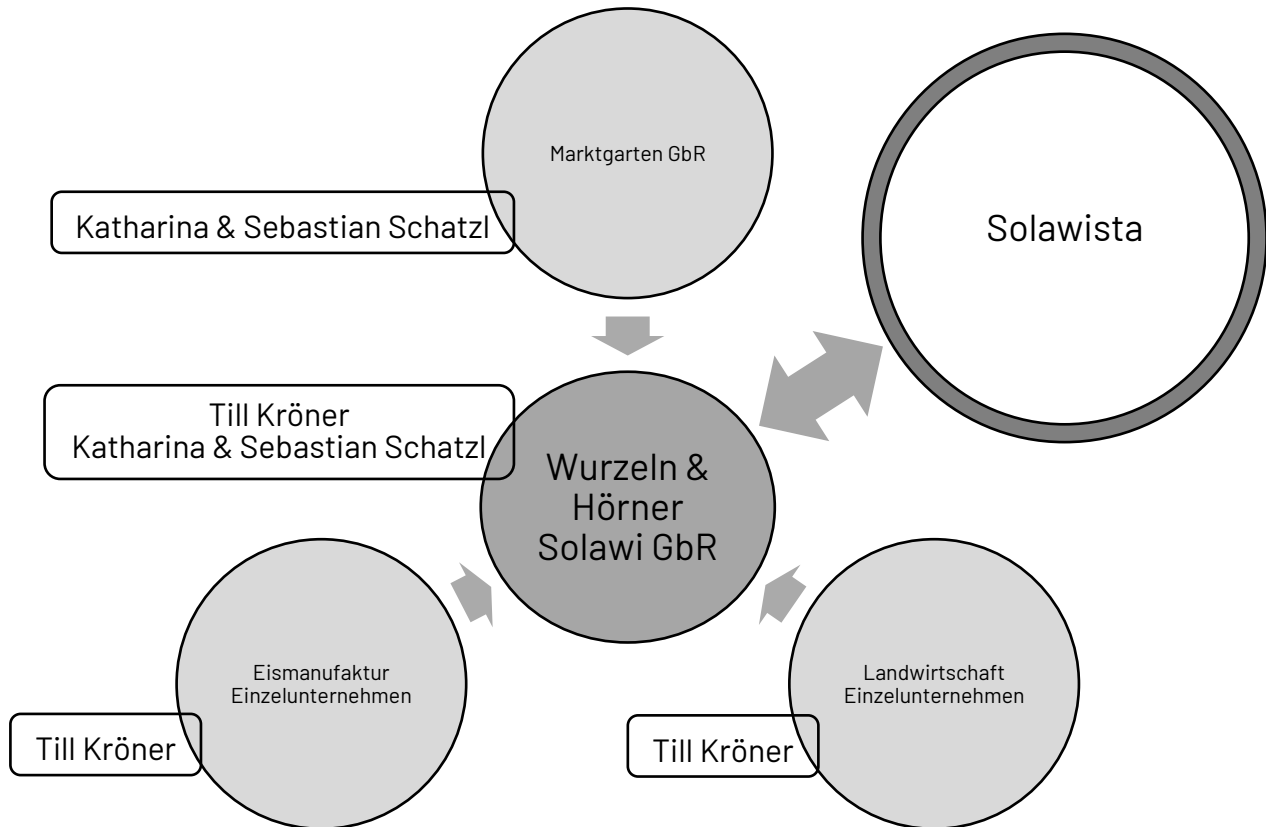 Marktgarten GbR
Katharina & Sebastian Schatzl
Solawista
Till Kröner
Katharina & Sebastian Schatzl
Wurzeln &
Hörner
Solawi GbR
Eismanufaktur
Einzelunternehmen
Till Kröner
Landwirtschaft
Einzelunternehmen
Till Kröner